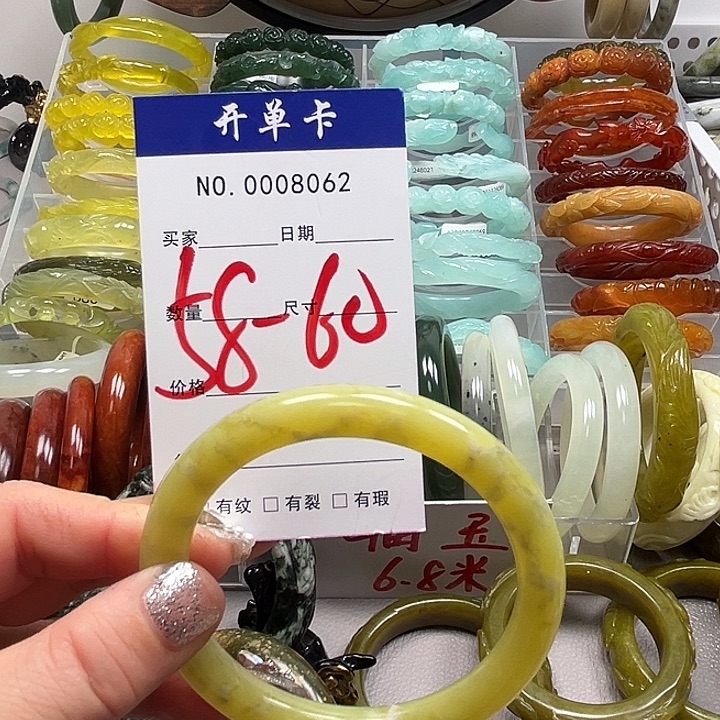 开单卡
NO. 0008062
买家 日期
58-60
数量 尺寸
价格
有纹 □ 有裂 □ 有瑕
6-8米